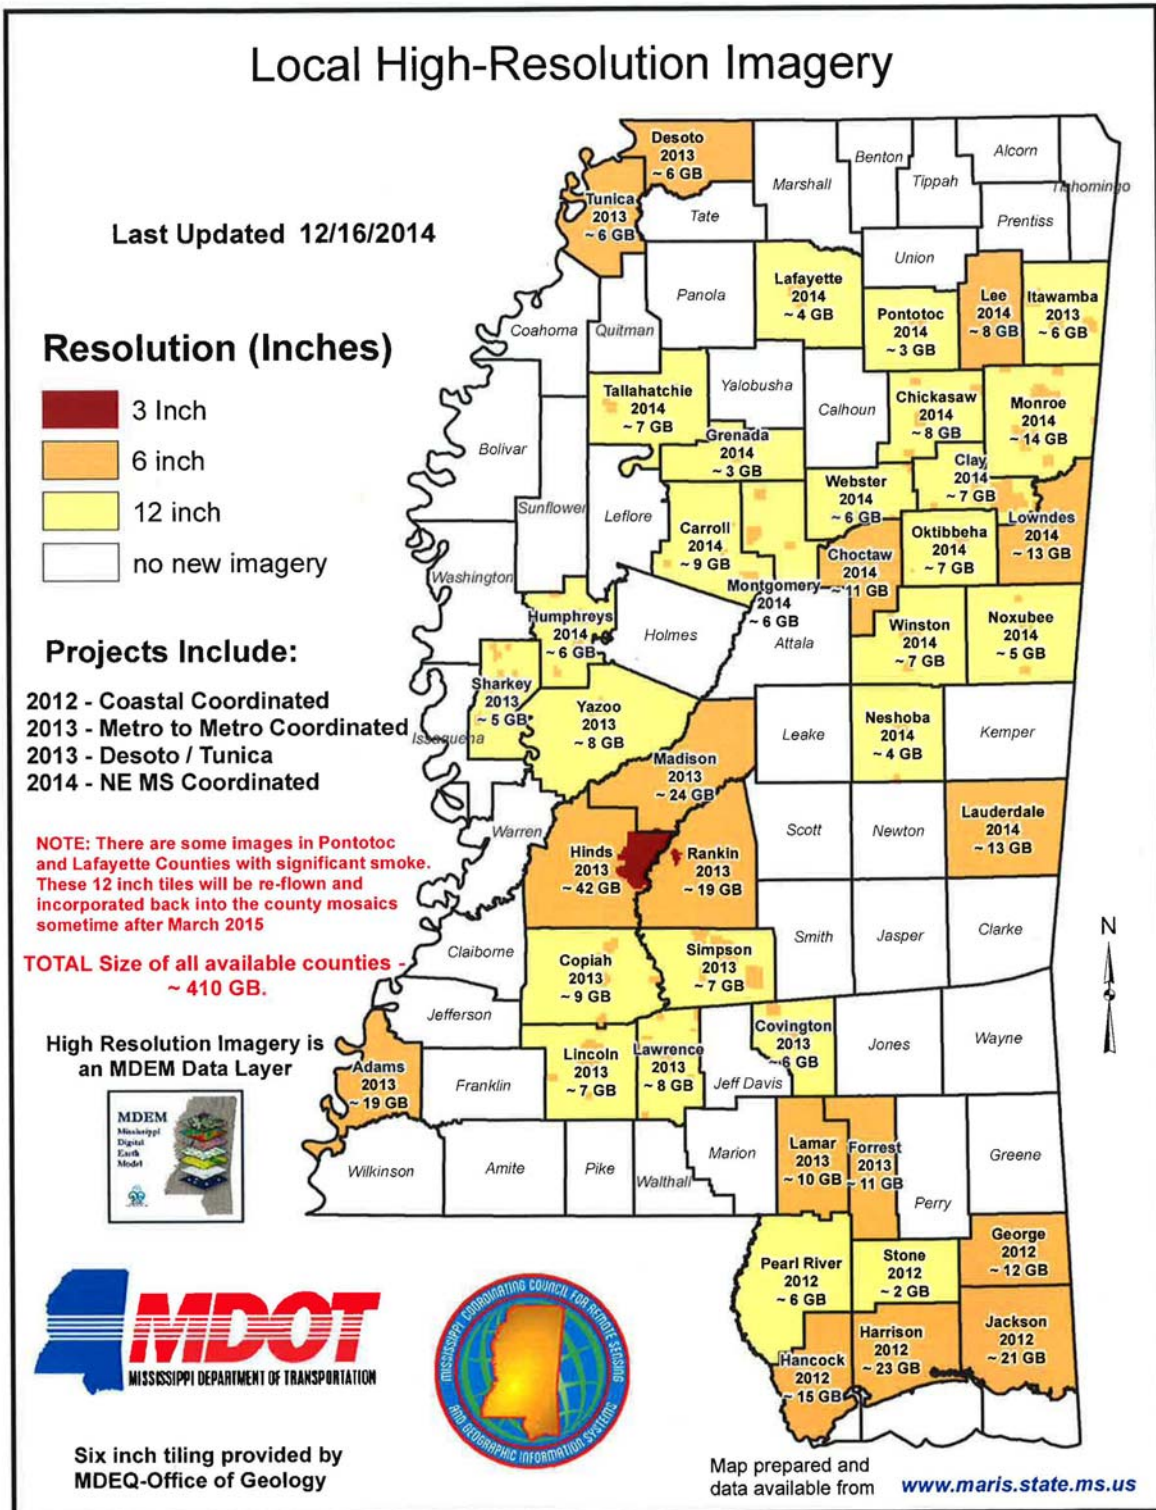 Local High-Resolution Imagery
Last Updated 12/16/2014
Resolution (Inches)
3 Inch
6 inch
12 inch
no new imagery
Projects Include:
2012 - Coastal Coordinated
2013 - Metro to Metro Coordinated
2013 - Desoto / Tunica
2014 - NE MS Coordinated
NOTE: There are some images in Pontotoc
and Lafayette Counties with significant smoke.
These 12 inch tiles will be re-flown and
incorporated back into the county mosaics
sometime after March 2015
TOTAL Size of all available counties -
~ 410 GB.
High Resolution Imagery is
an MDEM Data Layer
MDEM
Mississippi
Digital
Earth
Model
MDOT
MISSISSIPPI DEPARTMENT OF TRANSPORTATION
MISSISSIPPI COORDINATING COUNCIL FOR REMOTE SENSING
AND GEOGRAPHIC INFORMATION SYSTEMS
Six inch tiling provided by
MDEQ-Office of Geology
Map prepared and
data available from
www.maris.state.ms.us
N
Desoto
2013
~ 6 GB
Tunica
2013
~ 6 GB
Tate
Marshall
Benton
Tippah
Alcorn
Tishomingo
Prentiss
Union
Panola
Lafayette
2014
~ 4 GB
Pontotoc
2014
~ 3 GB
Lee
2014
~ 8 GB
Itawamba
2013
~ 6 GB
Coahoma
Quitman
Tallahatchie
2014
~ 7 GB
Yalobusha
Calhoun
Chickasaw
2014
~ 8 GB
Monroe
2014
~ 14 GB
Bolivar
Sunflower
Leflore
Grenada
2014
~ 3 GB
Webster
2014
~ 6 GB
Clay
2014
~ 7 GB
Lowndes
2014
~ 13 GB
Oktibbeha
2014
~ 7 GB
Choctaw
2014
~ 11 GB
Carroll
2014
~ 9 GB
Montgomery
2014
~ 6 GB
Washington
Humphreys
2014
~ 6 GB
Holmes
Attala
Winston
2014
~ 7 GB
Noxubee
2014
~ 5 GB
Sharkey
2013
~ 5 GB
Issaquena
Yazoo
2013
~ 8 GB
Leake
Neshoba
2014
~ 4 GB
Kemper
Madison
2013
~ 24 GB
Warren
Hinds
2013
~ 42 GB
Rankin
2013
~ 19 GB
Scott
Newton
Lauderdale
2014
~ 13 GB
Claiborne
Copiah
2013
~ 9 GB
Simpson
2013
~ 7 GB
Smith
Jasper
Clarke
Jefferson
Adams
2013
~ 19 GB
Franklin
Lincoln
2013
~ 7 GB
Lawrence
2013
~ 8 GB
Jeff Davis
Covington
2013
~ 6 GB
Jones
Wayne
Wilkinson
Amite
Pike
Walthall
Marion
Lamar
2013
~ 10 GB
Forrest
2013
~ 11 GB
Perry
Greene
Pearl River
2012
~ 6 GB
Stone
2012
~ 2 GB
George
2012
~ 12 GB
Hancock
2012
~ 15 GB
Harrison
2012
~ 23 GB
Jackson
2012
~ 21 GB